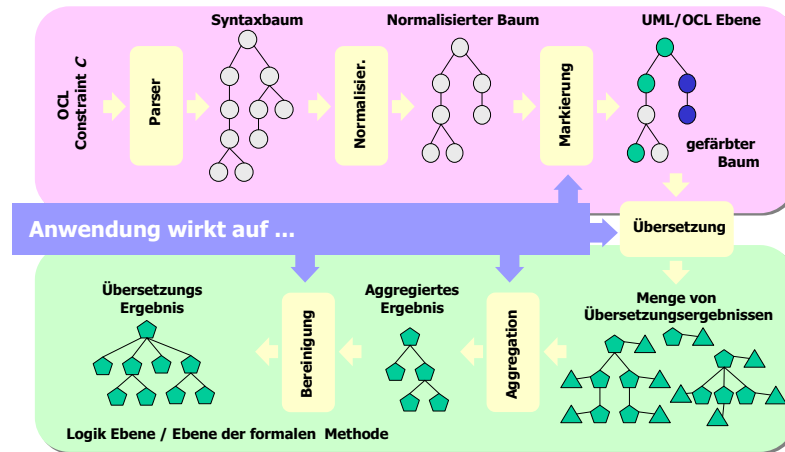 Syntaxbaum
Normalisierter Baum
UML/OCL Ebene
OCL
Constraint C
Parser
Normalisier.
Markierung
gefärbter
Baum
Anwendung wirkt auf ...
Übersetzung
Übersetzungs
Ergebnis
Bereinigung
Aggregiertes
Ergebnis
Aggregation
Menge von
Übersetzungsergebnissen
Logik Ebene / Ebene der formalen Methode